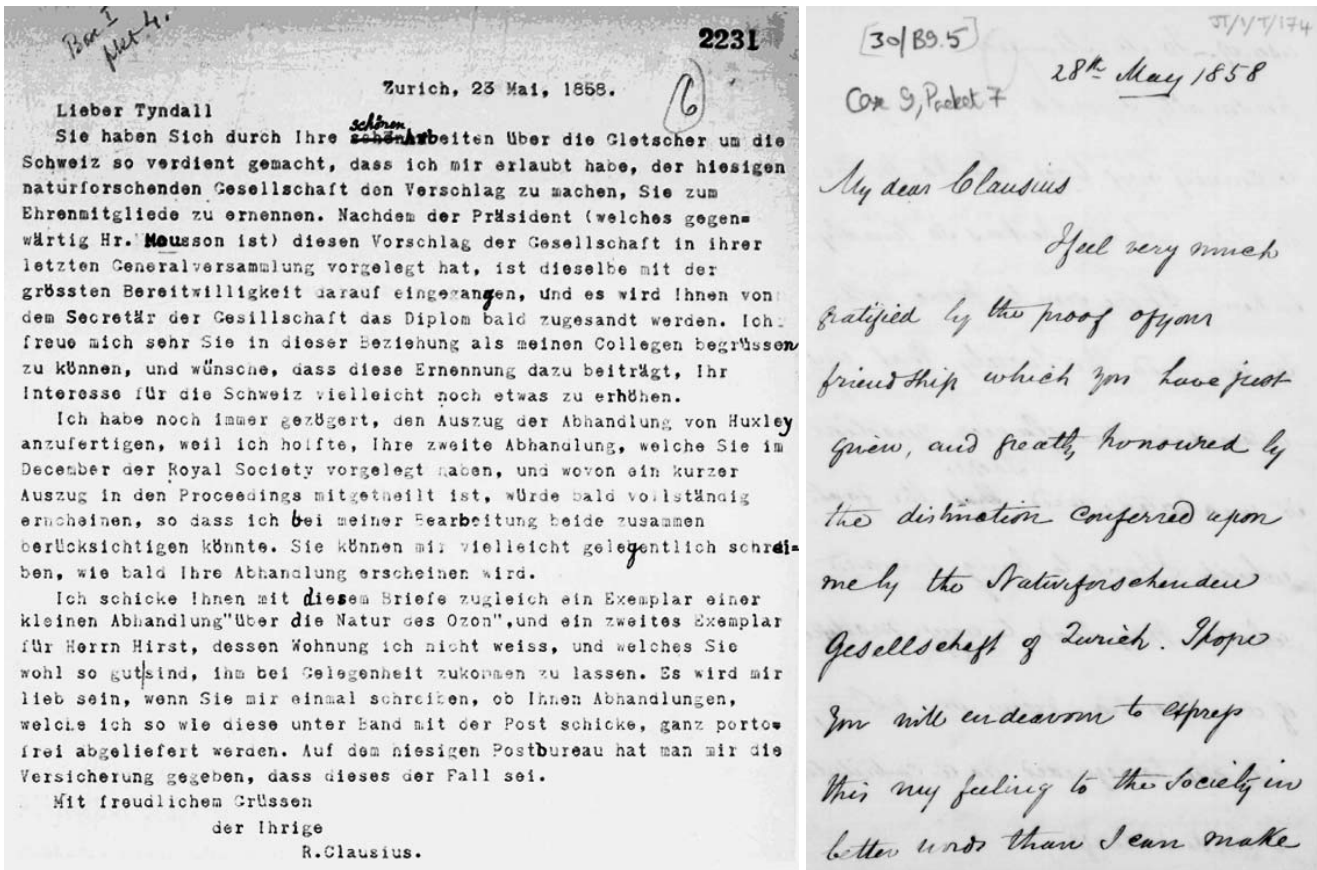 Box I
pkt 4.
2231
6
Zurich, 23 Mai, 1858.
Lieber Tyndall
Sie haben Sich durch Ihre schönen Arbeiten über die Gletscher um die
Schweiz so verdient gemacht, dass ich mir erlaubt habe, der hiesigen
naturforschenden Gesellschaft den Verschlag zu machen, Sie zum
Ehrenmitgliede zu ernennen. Nachdem der Präsident (welches gegen=
wärtig Hr. Mousson ist) diesen Vorschlag der Gesellschaft in ihrer
letzten Generalversammlung vorgelegt hat, ist dieselbe mit der
grössten Bereitwilligkeit darauf eingegangen, und es wird Ihnen von
dem Secretär der Gesillschaft das Diplom bald zugesandt werden. Ich
freue mich sehr Sie in dieser Beziehung als meinen Collegen begrüssen
zu können, und wünsche, dass diese Ernennung dazu beiträgt, Ihr
Interesse für die Schweiz vielleicht noch etwas zu erhöhen.
Ich habe noch immer gezögert, den Auszug der Abhandlung von Huxley
anzufertigen, weil ich hoffte, Ihre zweite Abhandlung, welche Sie im
December der Royal Society vorgelegt haben, und wovon ein kurzer
Auszug in den Proceedings mitgetheilt ist, würde bald vollständig
erscheinen, so dass ich bei meiner Bearbeitung beide zusammen
berücksichtigen könnte. Sie können mir vielleicht gelegentlich schrei=
ben, wie bald Ihre Abhandlung erscheinen wird.
Ich schicke Ihnen mit diesem Briefe zugleich ein Exemplar einer
kleinen Abhandlung "über die Natur des Ozon", und ein zweites Exemplar
für Herrn Hirst, dessen Wohnung ich nicht weiss, und welches Sie
wohl so gut sind, ihm bei Gelegenheit zukommen zu lassen. Es wird mir
lieb sein, wenn Sie mir einmal schreiben, ob Ihnen Abhandlungen,
welche ich so wie diese unter Band mit der Post schicke, ganz porto=
frei abgeliefert werden. Auf dem hiesigen Postbureau hat man mir die
Versicherung gegeben, dass dieses der Fall sei.
Mit freudlichem Grüssen
der Ihrige
R.Clausius.
JT/1/T/174
[30/B9.5]
28th May 1858
Case 9, Packet 7
My dear Clausius
I feel very much
gratified by the proof of your
friendship which you have just
given, and greatly honoured by
the distinction conferred upon
me by the Naturforschenden
Gesellschaft of Zurich. I hope
you will endeavour to express
this my feeling to the Society in
better words than I can make